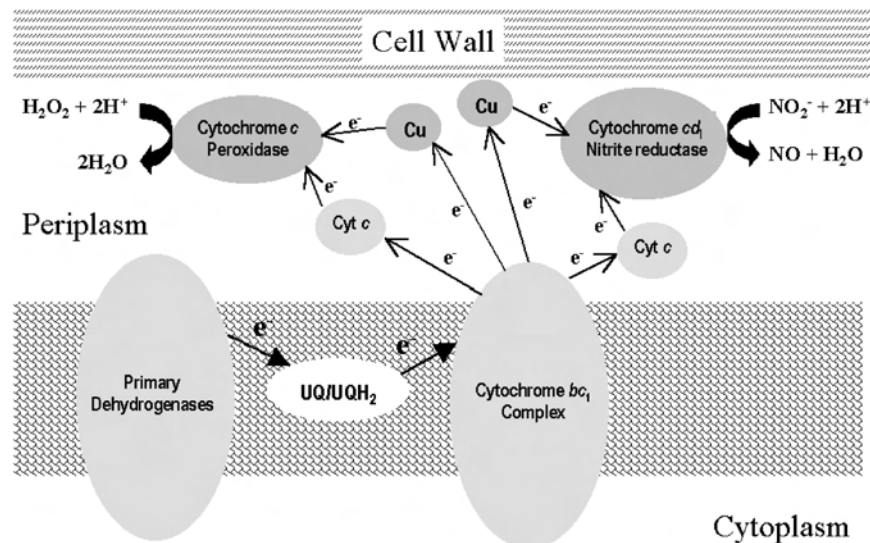 Cell Wall
H₂O₂ + 2H⁺
2H₂O
Cytochrome c
Peroxidase
e⁻
Cu
Cu
e⁻
Cytochrome cd₁
Nitrite reductase
NO₂⁻ + 2H⁺
NO + H₂O
e⁻
Cyt c
e⁻
e⁻
e⁻
e⁻
e⁻
Cyt c
Periplasm
e⁻
e⁻
Primary
Dehydrogenases
UQ/UQH₂
Cytochrome bc₁
Complex
Cytoplasm